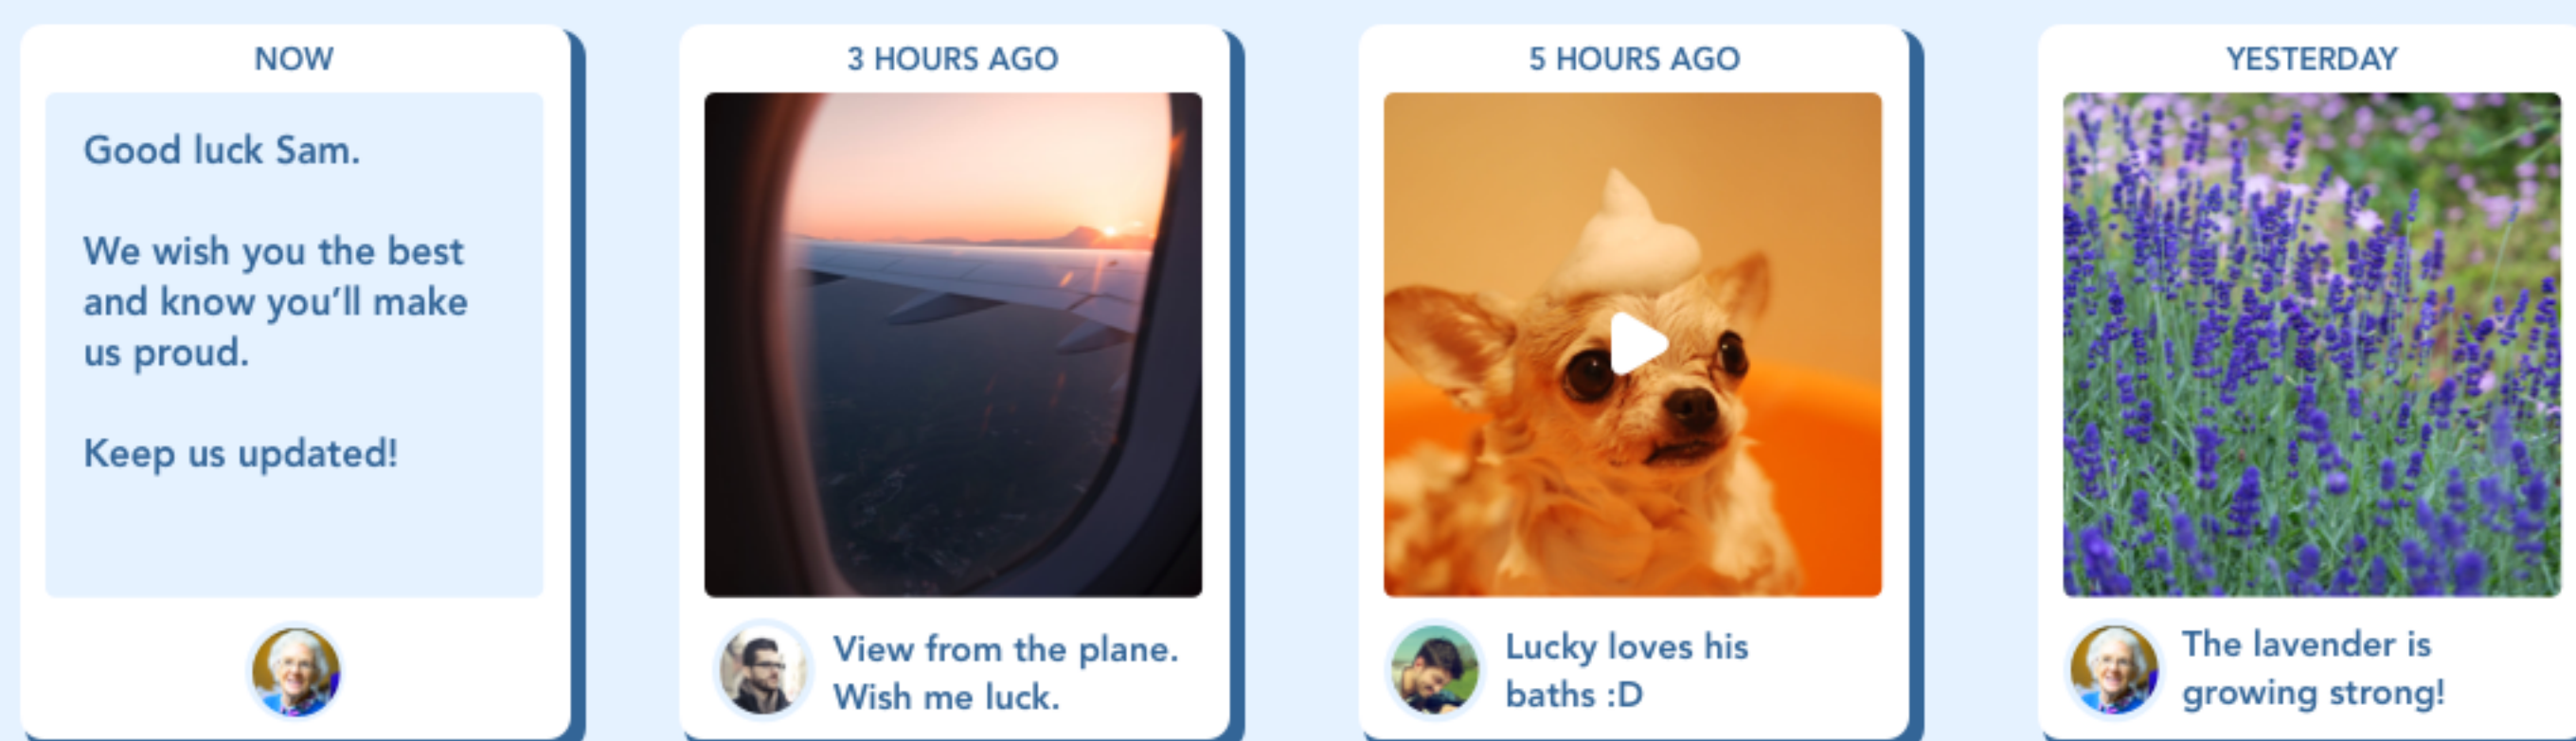 NOW
Good luck Sam.
We wish you the best
and know you’ll make
us proud.
Keep us updated!
3 HOURS AGO
View from the plane.
Wish me luck.
5 HOURS AGO
Lucky loves his
baths :D
YESTERDAY
The lavender is
growing strong!